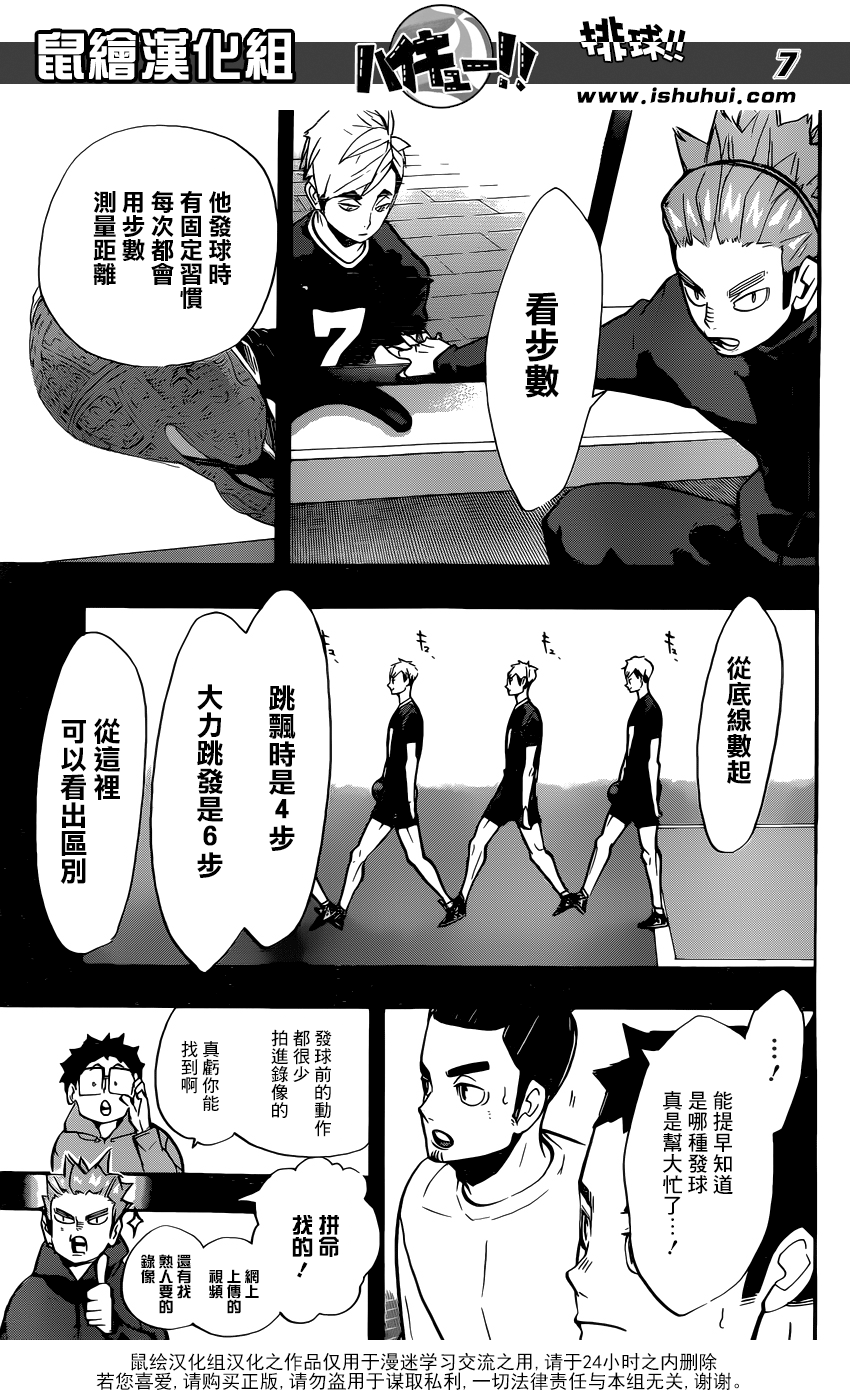 鼠繪漢化組
ハイキュー!!
排球!!
7
www.ishuhui.com
看步數
7
他發球時
有固定習慣
每次都會
用步數
測量距離
從底線數起
キュ
キュ
キュ
跳飄時是4步
大力跳發是6步
從這裡
可以看出區別
…!
能提早知道
是哪種發球
真是幫大忙了…!
發球前的動作
都很少
拍進錄像的
真虧你能
找到啊
拼命
找的!
網上
上傳的
視頻
還有找
熟人要的
錄像
鼠绘汉化组汉化之作品仅用于漫迷学习交流之用, 请于24小时之内删除
若您喜爱, 请购买正版, 请勿盗用于谋取私利, 一切法律责任与本组无关, 谢谢。